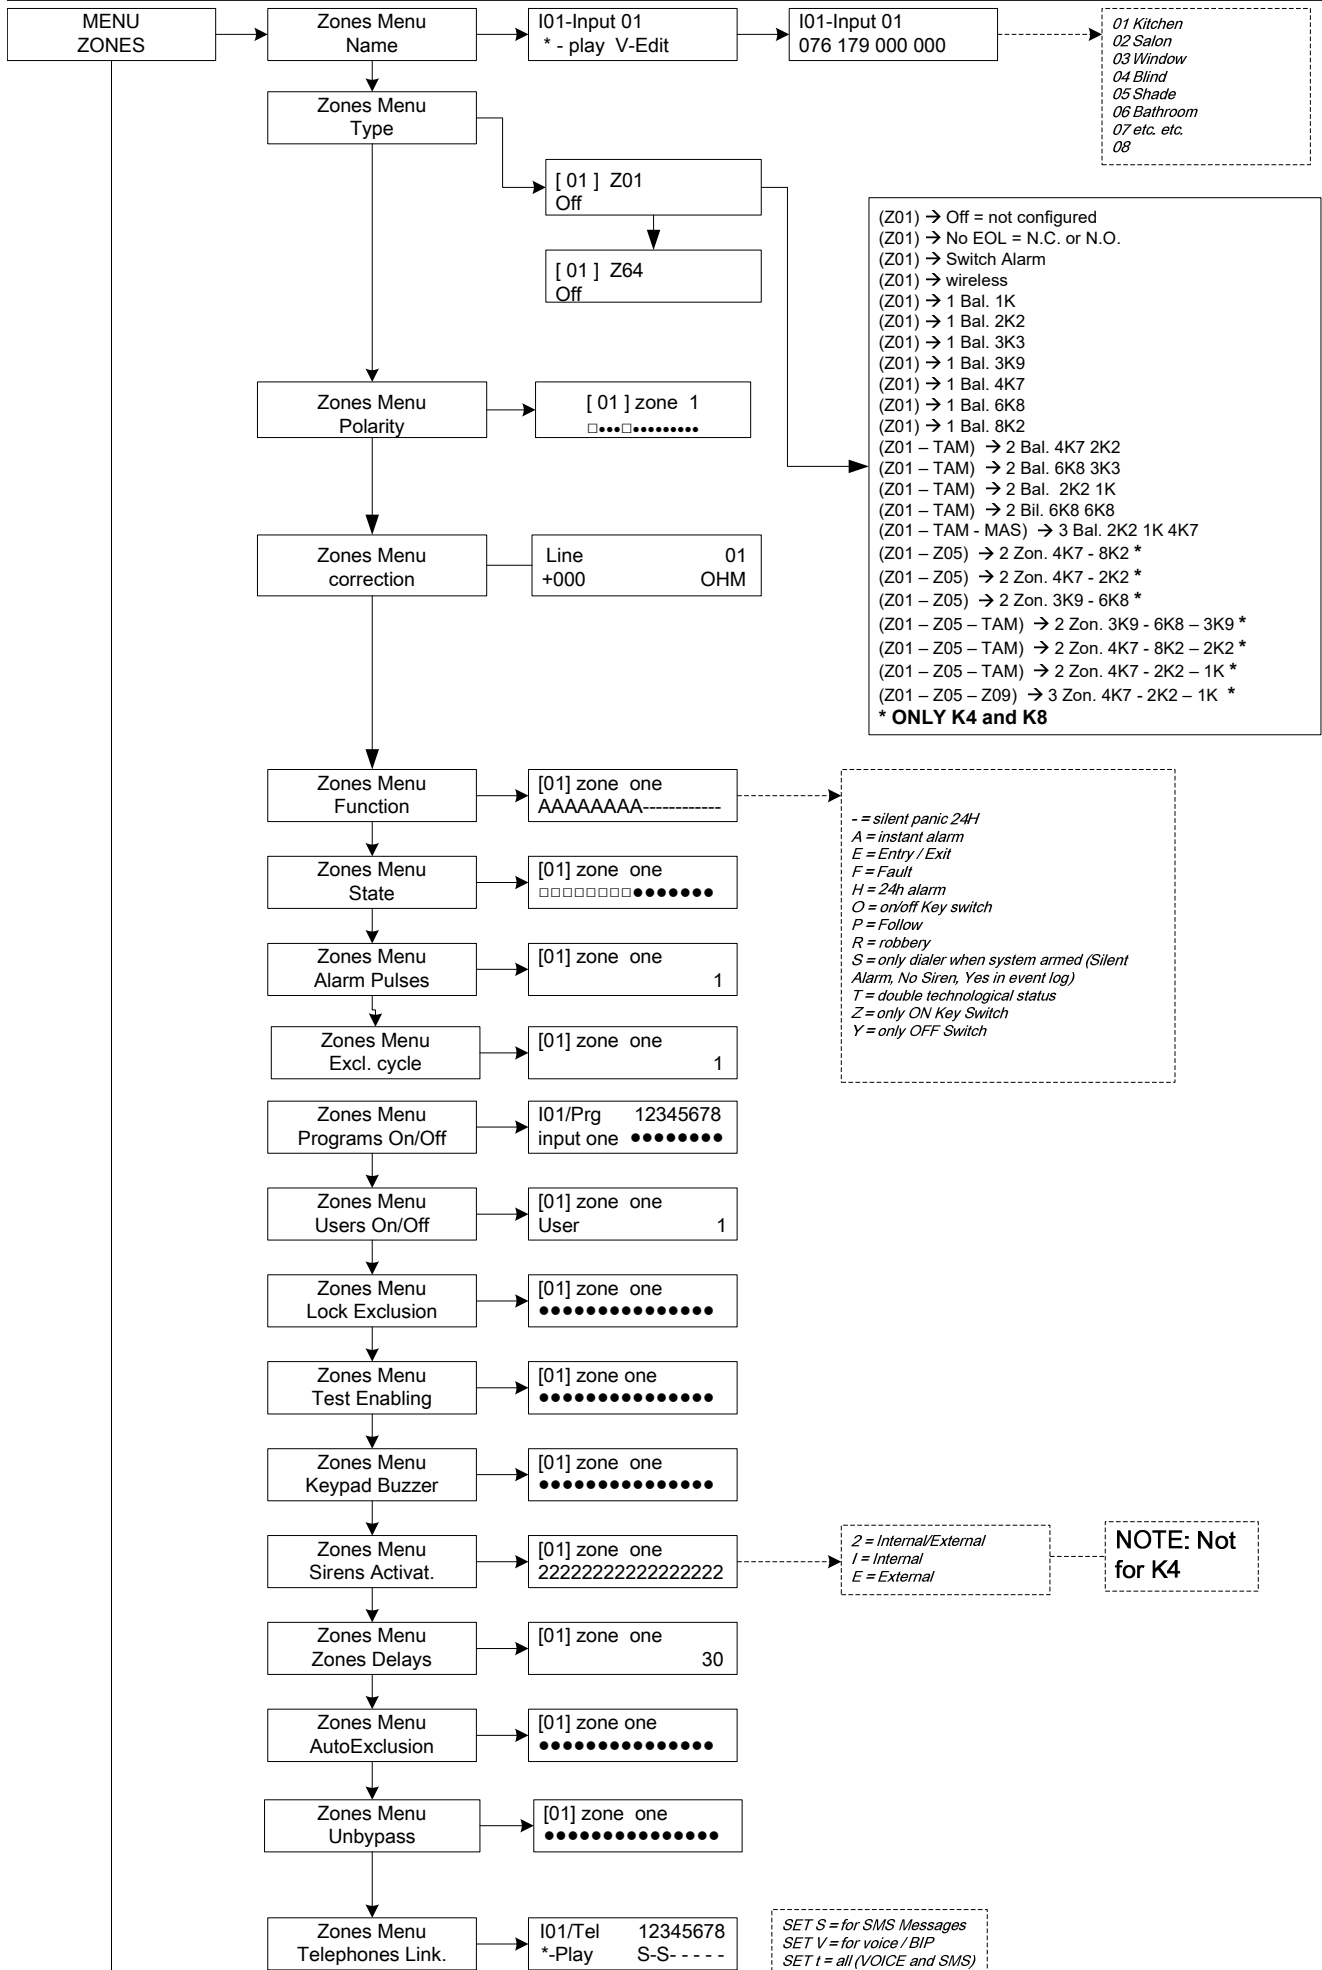 MENU
ZONES
Zones Menu
Name
I01-Input 01
* - play  V-Edit
I01-Input 01
076 179 000 000
01 Kitchen
02 Salon
03 Window
04 Blind
05 Shade
06 Bathroom
07 etc. etc.
08
Zones Menu
Type
[ 01 ]  Z01
Off
[ 01 ]  Z64
Off
(Z01) → Off = not configured
(Z01) → No EOL = N.C. or N.O.
(Z01) → Switch Alarm
(Z01) → wireless
(Z01) → 1 Bal. 1K
(Z01) → 1 Bal. 2K2
(Z01) → 1 Bal. 3K3
(Z01) → 1 Bal. 3K9
(Z01) → 1 Bal. 4K7
(Z01) → 1 Bal. 6K8
(Z01) → 1 Bal. 8K2
(Z01 – TAM) → 2 Bal. 4K7 2K2
(Z01 – TAM) → 2 Bal. 6K8 3K3
(Z01 – TAM) → 2 Bal.  2K2 1K
(Z01 – TAM) → 2 Bil. 6K8 6K8
(Z01 – TAM - MAS) → 3 Bal. 2K2 1K 4K7
(Z01 – Z05) → 2 Zon. 4K7 - 8K2 *
(Z01 – Z05) → 2 Zon. 4K7 - 2K2 *
(Z01 – Z05) → 2 Zon. 3K9 - 6K8 *
(Z01 – Z05 – TAM) → 2 Zon. 3K9 - 6K8 – 3K9 *
(Z01 – Z05 – TAM) → 2 Zon. 4K7 - 8K2 – 2K2 *
(Z01 – Z05 – TAM) → 2 Zon. 4K7 - 2K2 – 1K *
(Z01 – Z05 – Z09) → 3 Zon. 4K7 - 2K2 – 1K *
* ONLY K4 and K8
Zones Menu
Polarity
[ 01 ] zone  1
□•••□•••••••••
Zones Menu
correction
Line 01
+000 OHM
Zones Menu
Function
[01] zone  one
AAAAAAAA------------
- = silent panic 24H
A = instant alarm
E = Entry / Exit
F = Fault
H = 24h alarm
O = on/off Key switch
P = Follow
R = robbery
S = only dialer when system armed (Silent
Alarm, No Siren, Yes in event log)
T = double technological status
Z = only ON Key Switch
Y = only OFF Switch
Zones Menu
State
[01] zone  one
□□□□□□□□●●●●●●●
Zones Menu
Alarm Pulses
[01] zone  one
1
Zones Menu
Excl. cycle
[01] zone  one
1
Zones Menu
Programs On/Off
I01/Prg 12345678
input one ●●●●●●●●
Zones Menu
Users On/Off
[01] zone  one
User 1
Zones Menu
Lock Exclusion
[01] zone  one
●●●●●●●●●●●●●●●
Zones Menu
Test Enabling
[01] zone one
●●●●●●●●●●●●●●●
Zones Menu
Keypad Buzzer
[01] zone  one
●●●●●●●●●●●●●●●
Zones Menu
Sirens Activat.
[01] zone  one
22222222222222222
2 = Internal/External
I = Internal
E = External
NOTE: Not
for K4
Zones Menu
Zones Delays
[01] zone  one
30
Zones Menu
AutoExclusion
[01] zone one
●●●●●●●●●●●●●●●
Zones Menu
Unbypass
[01] zone  one
●●●●●●●●●●●●●●●
Zones Menu
Telephones Link.
I01/Tel 12345678
*-Play S-S- - - - -
SET S = for SMS Messages
SET V = for voice / BIP
SET t = all (VOICE and SMS)